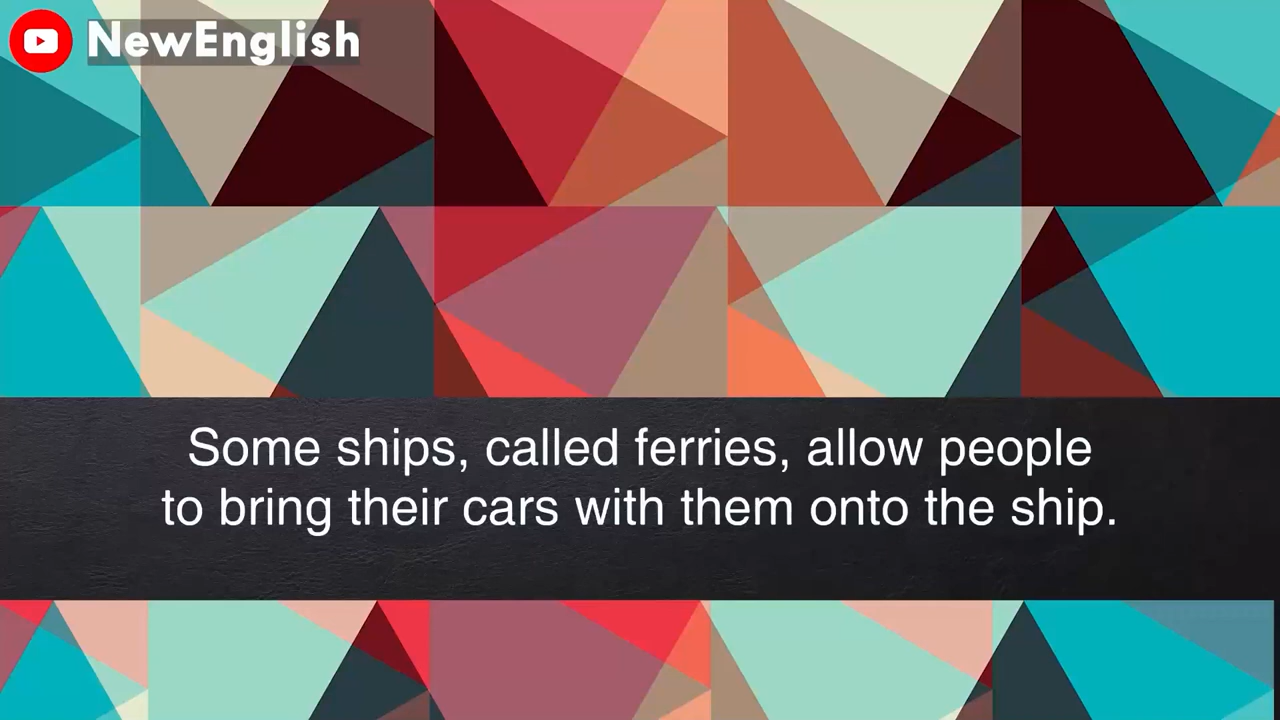 NewEnglish
Some ships, called ferries, allow people
to bring their cars with them onto the ship.